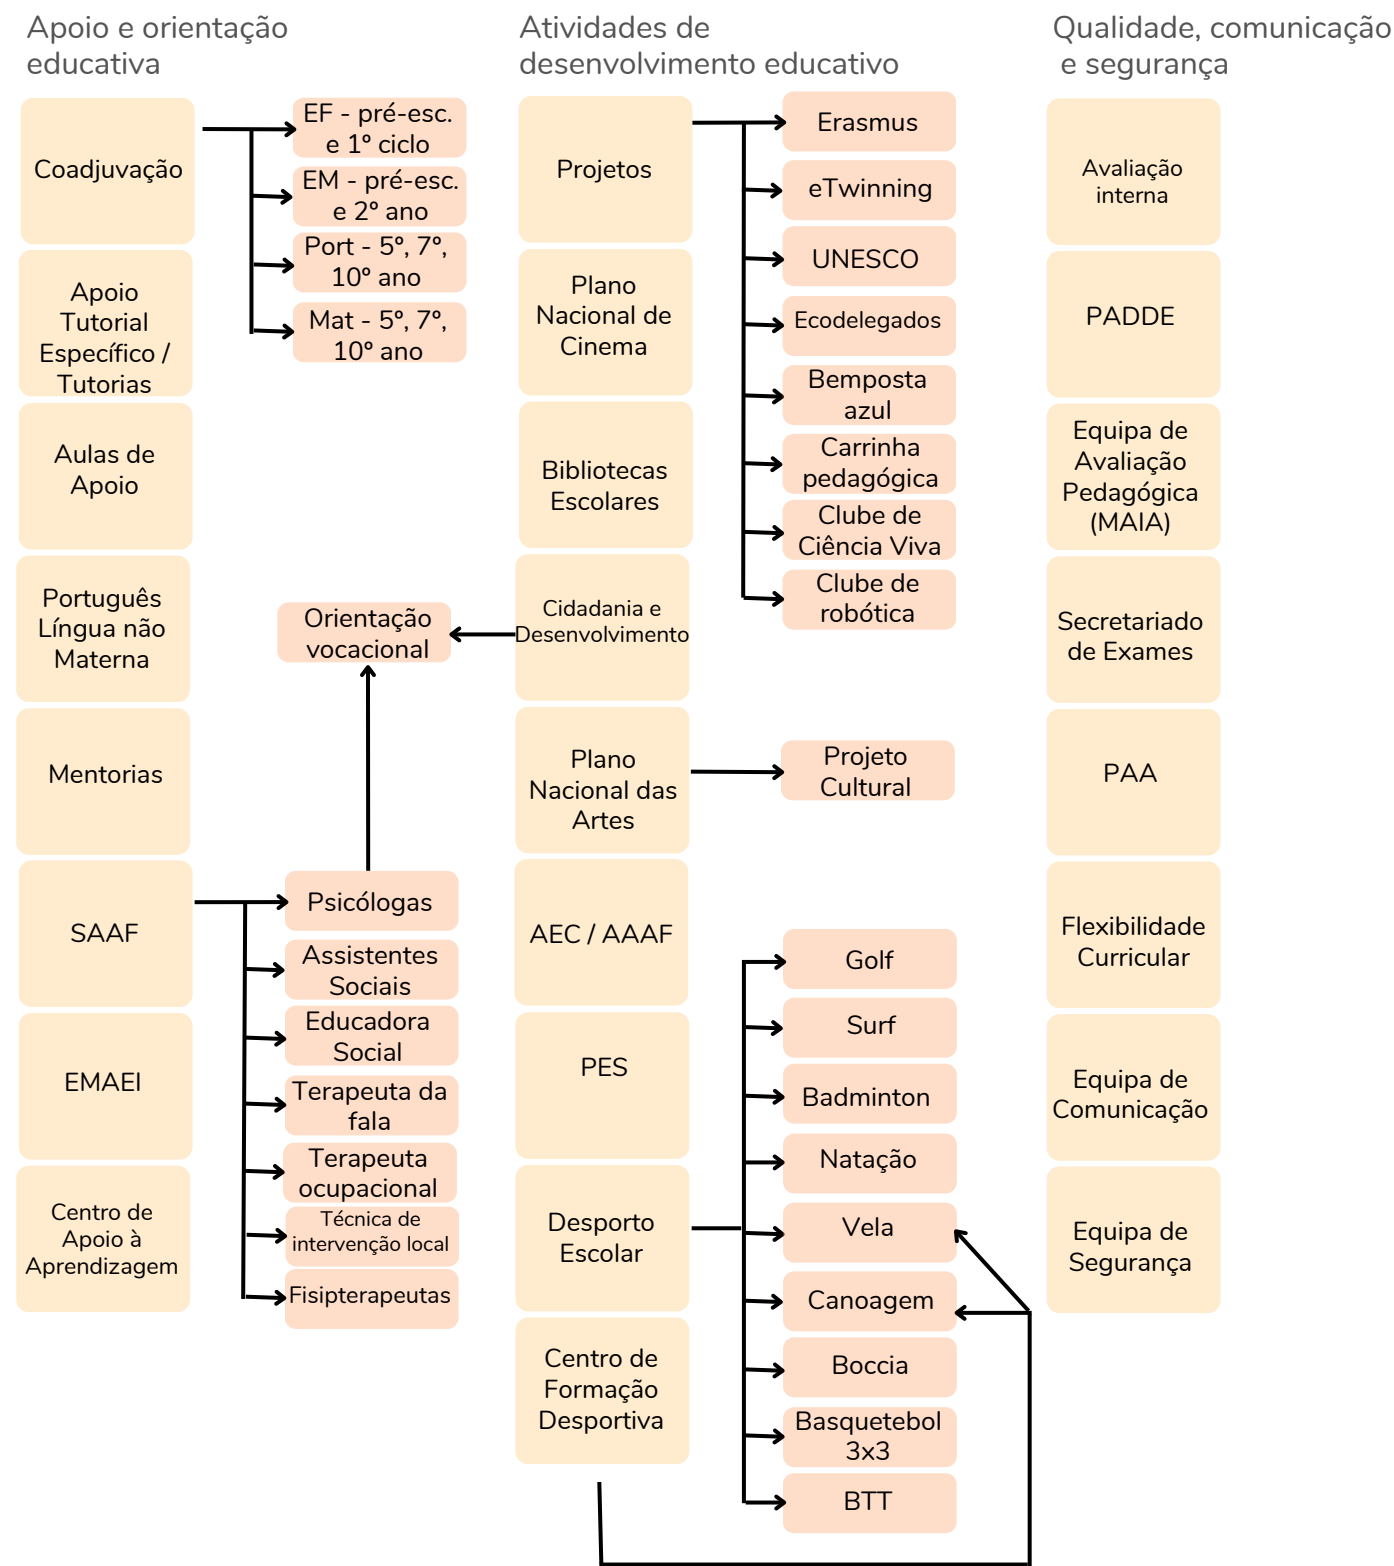 Apoio e orientação
educativa
Coadjuvação
EF - pré-esc.
e 1º ciclo
EM - pré-esc.
e 2º ano
Port - 5º, 7º,
10º ano
Mat - 5º, 7º,
10º ano
Apoio
Tutorial
Específico /
Tutorias
Aulas de
Apoio
Português
Língua não
Materna
Orientação
vocacional
Mentorias
SAAF
Psicólogas
Assistentes
Sociais
Educadora
Social
Terapeuta da
fala
Terapeuta
ocupacional
Técnica de
intervenção local
Fisipterapeutas
EMAEI
Centro de
Apoio à
Aprendizagem
Atividades de
desenvolvimento educativo
Projetos
Erasmus
eTwinning
UNESCO
Ecodelegados
Bemposta
azul
Carrinha
pedagógica
Clube de
Ciência Viva
Clube de
robótica
Plano
Nacional de
Cinema
Bibliotecas
Escolares
Cidadania e
Desenvolvimento
Plano
Nacional das
Artes
Projeto
Cultural
AEC / AAAF
PES
Desporto
Escolar
Golf
Surf
Badminton
Natação
Vela
Canoagem
Boccia
Basquetebol
3x3
BTT
Centro de
Formação
Desportiva
Qualidade, comunicação
e segurança
Avaliação
interna
PADDE
Equipa de
Avaliação
Pedagógica
(MAIA)
Secretariado
de Exames
PAA
Flexibilidade
Curricular
Equipa de
Comunicação
Equipa de
Segurança